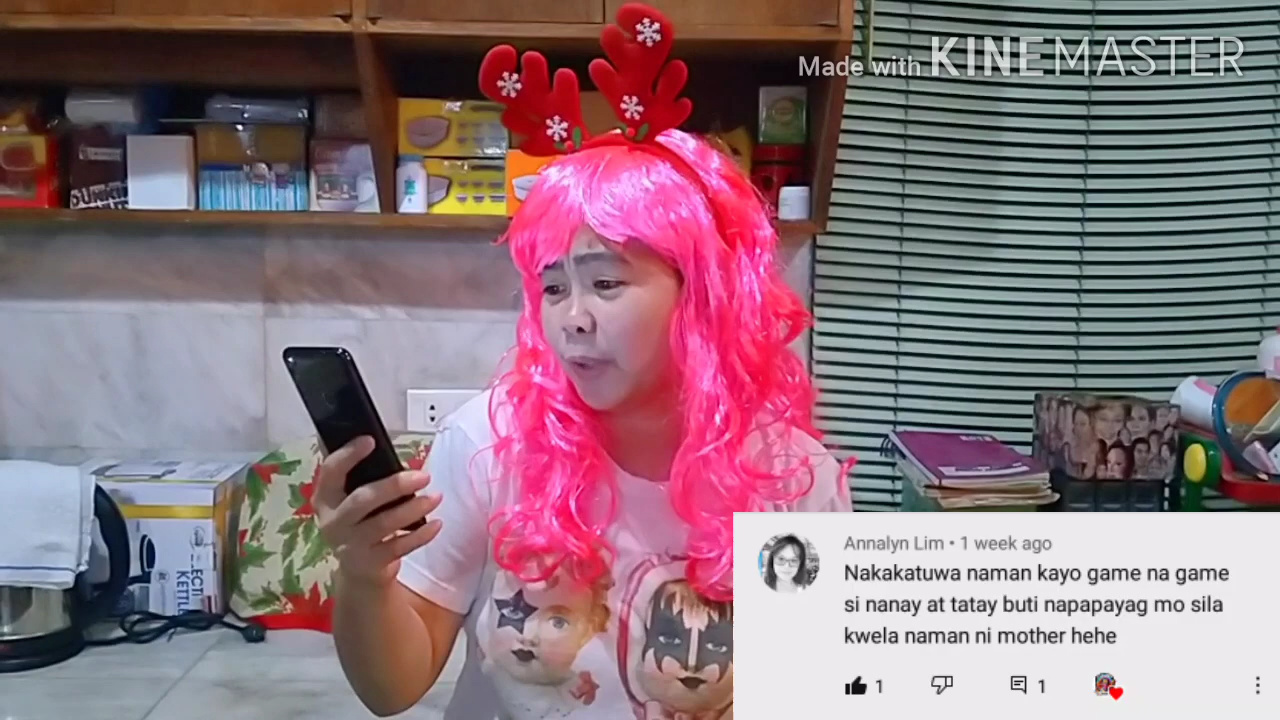 Made with KINEMASTER
Annalyn Lim • 1 week ago
Nakakatuwa naman kayo game na game
si nanay at tatay buti napapayag mo sila
kwela naman ni mother hehe
1
1
KETTL